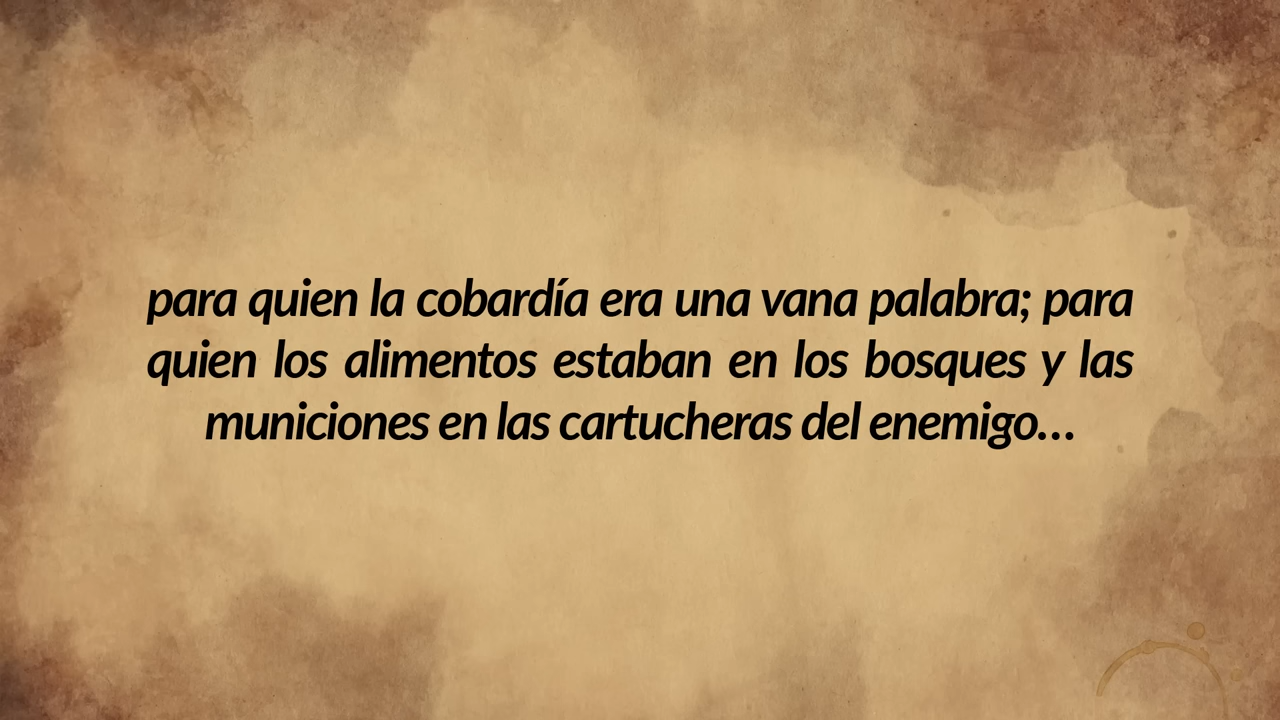 para quien la cobardía era una vana palabra; para
quien los alimentos estaban en los bosques y las
municiones en las cartucheras del enemigo...